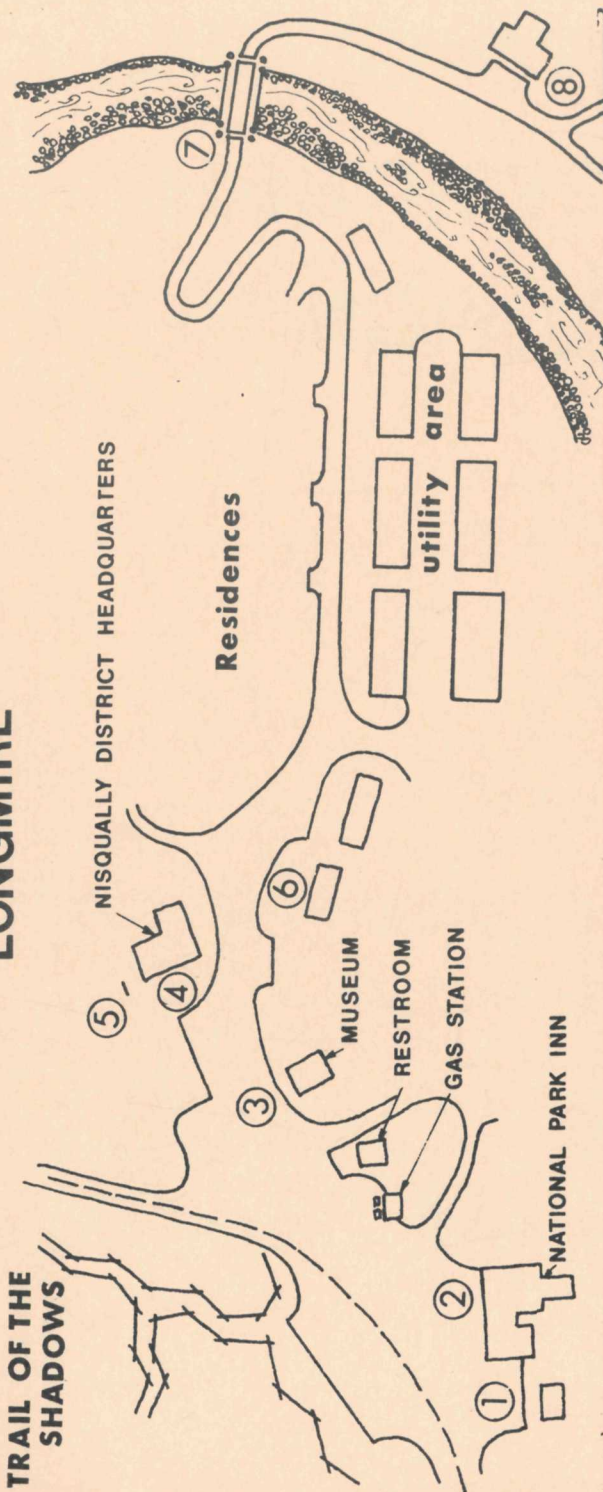 LONGMIRE
TRAIL OF THE
SHADOWS
NISQUALLY DISTRICT HEADQUARTERS
Residences
utility area
MUSEUM
RESTROOM
GAS STATION
NATIONAL PARK INN
1
2
3
4
5
6
7
8